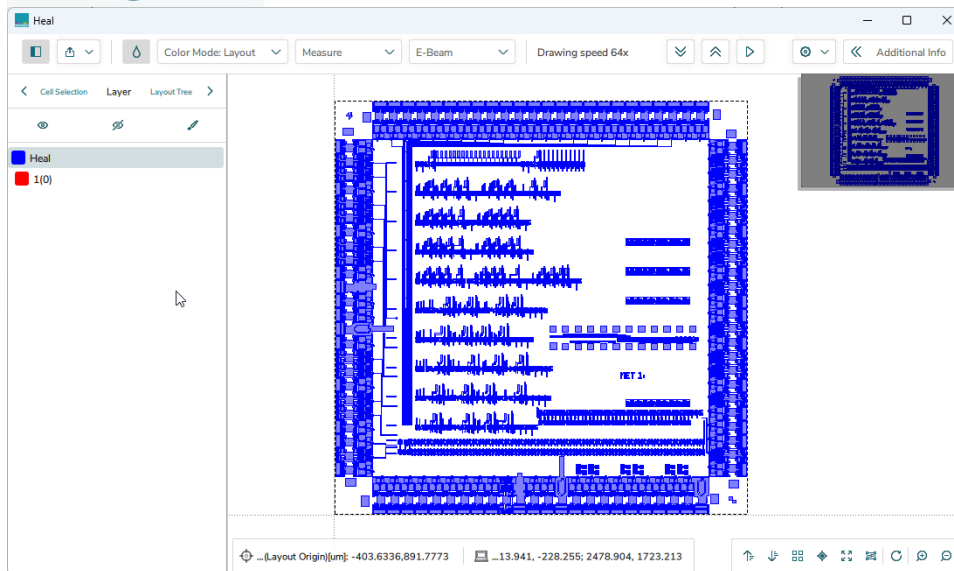 Heal
Color Mode: Layout
Measure
E-Beam
Drawing speed 64x
Additional Info
Cell Selection
Layer
Layout Tree
Heal
1(0)
MET 1:
...(Layout Origin)[um]: -403.6336,891.7773
...13.941, -228.255; 2478.904, 1723.213